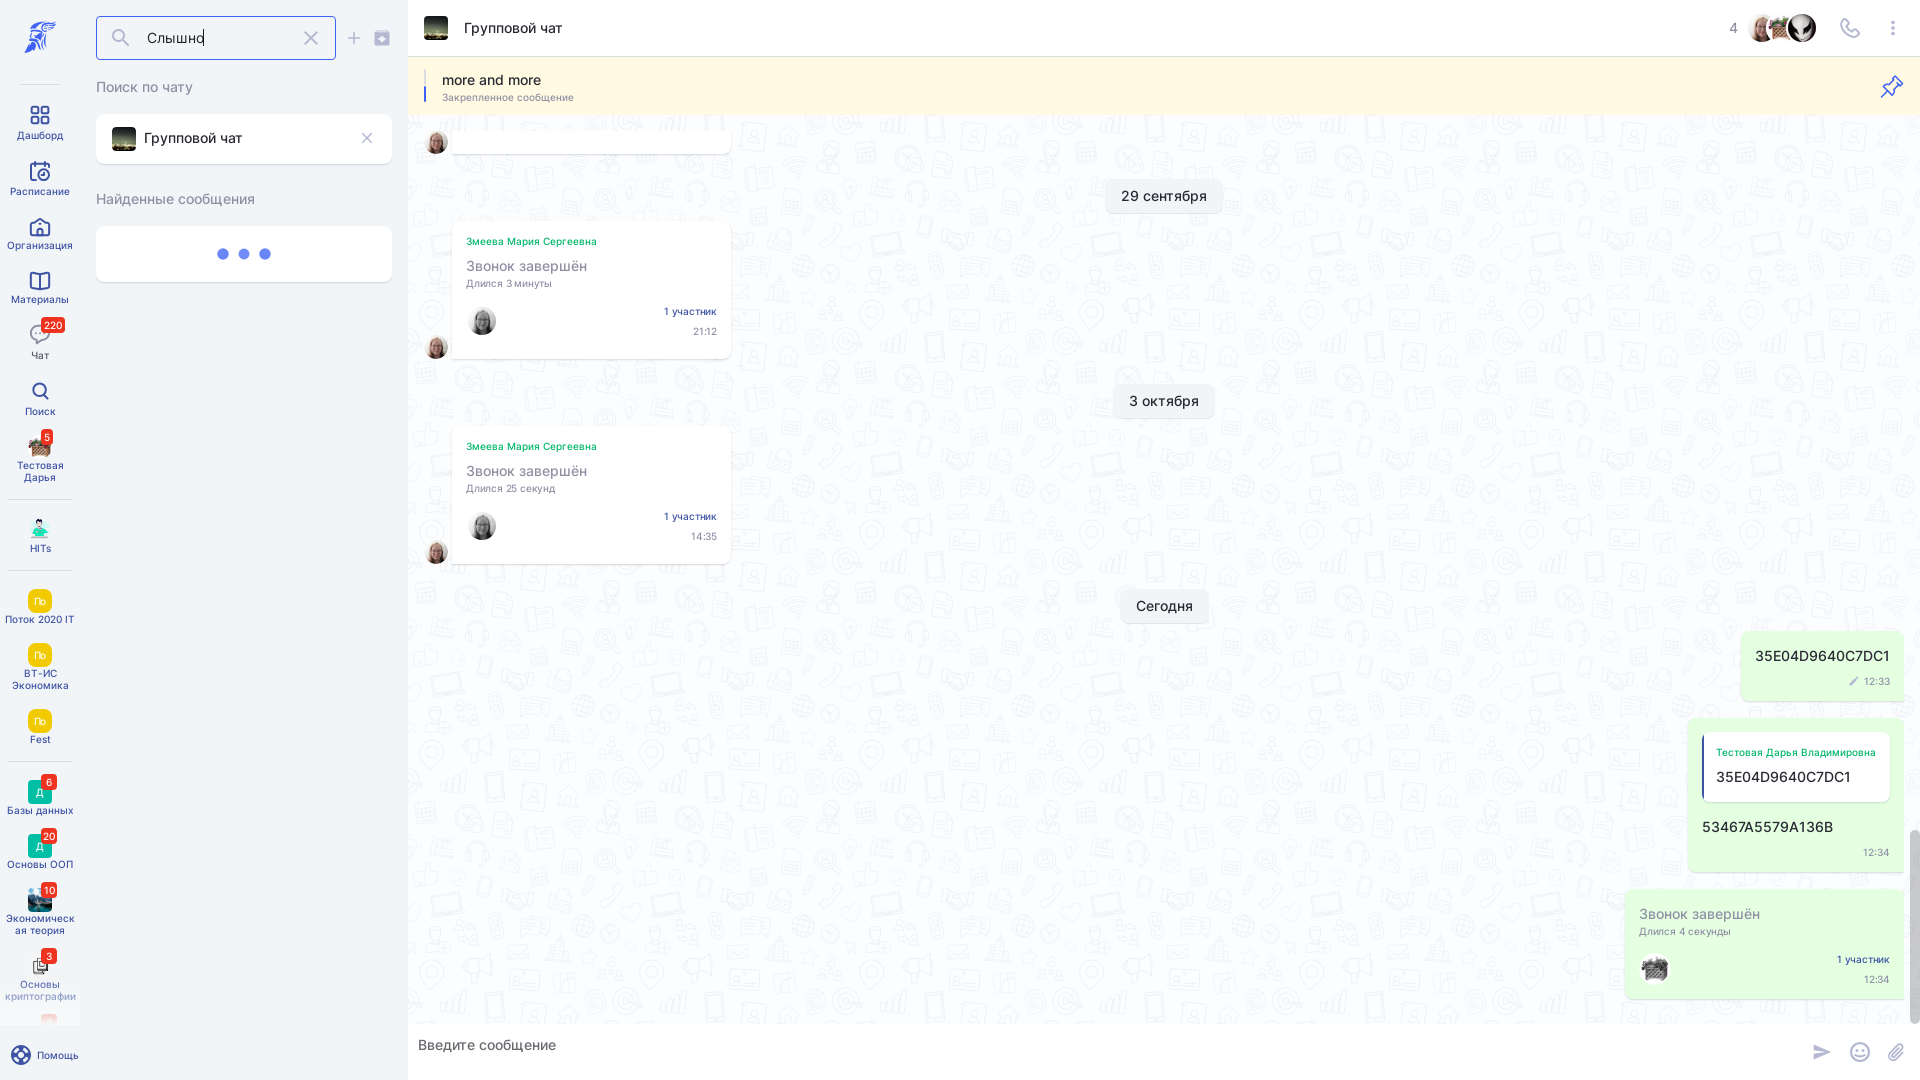 Дашборд
Расписание
Организация
Материалы
220
Чат
Поиск
5
Тестовая
Дарья
HITs
По
Поток 2020 IT
По
ВТ-ИС
Экономика
По
Fest
6
Д
Базы данных
20
Д
Основы ООП
10
Экономическ
ая теория
3
Основы
криптографии
Помощь
Слышно
Поиск по чату
Групповой чат
Найденные сообщения
Групповой чат
4
more and more
Закрепленное сообщение
29 сентября
Змеева Мария Сергеевна
Звонок завершён
Длился 3 минуты
1 участник
21:12
3 октября
Змеева Мария Сергеевна
Звонок завершён
Длился 25 секунд
1 участник
14:35
Сегодня
35E04D9640C7DC1
12:33
Тестовая Дарья Владимировна
35E04D9640C7DC1
53467A5579A136B
12:34
Звонок завершён
Длился 4 секунды
1 участник
12:34
Введите сообщение